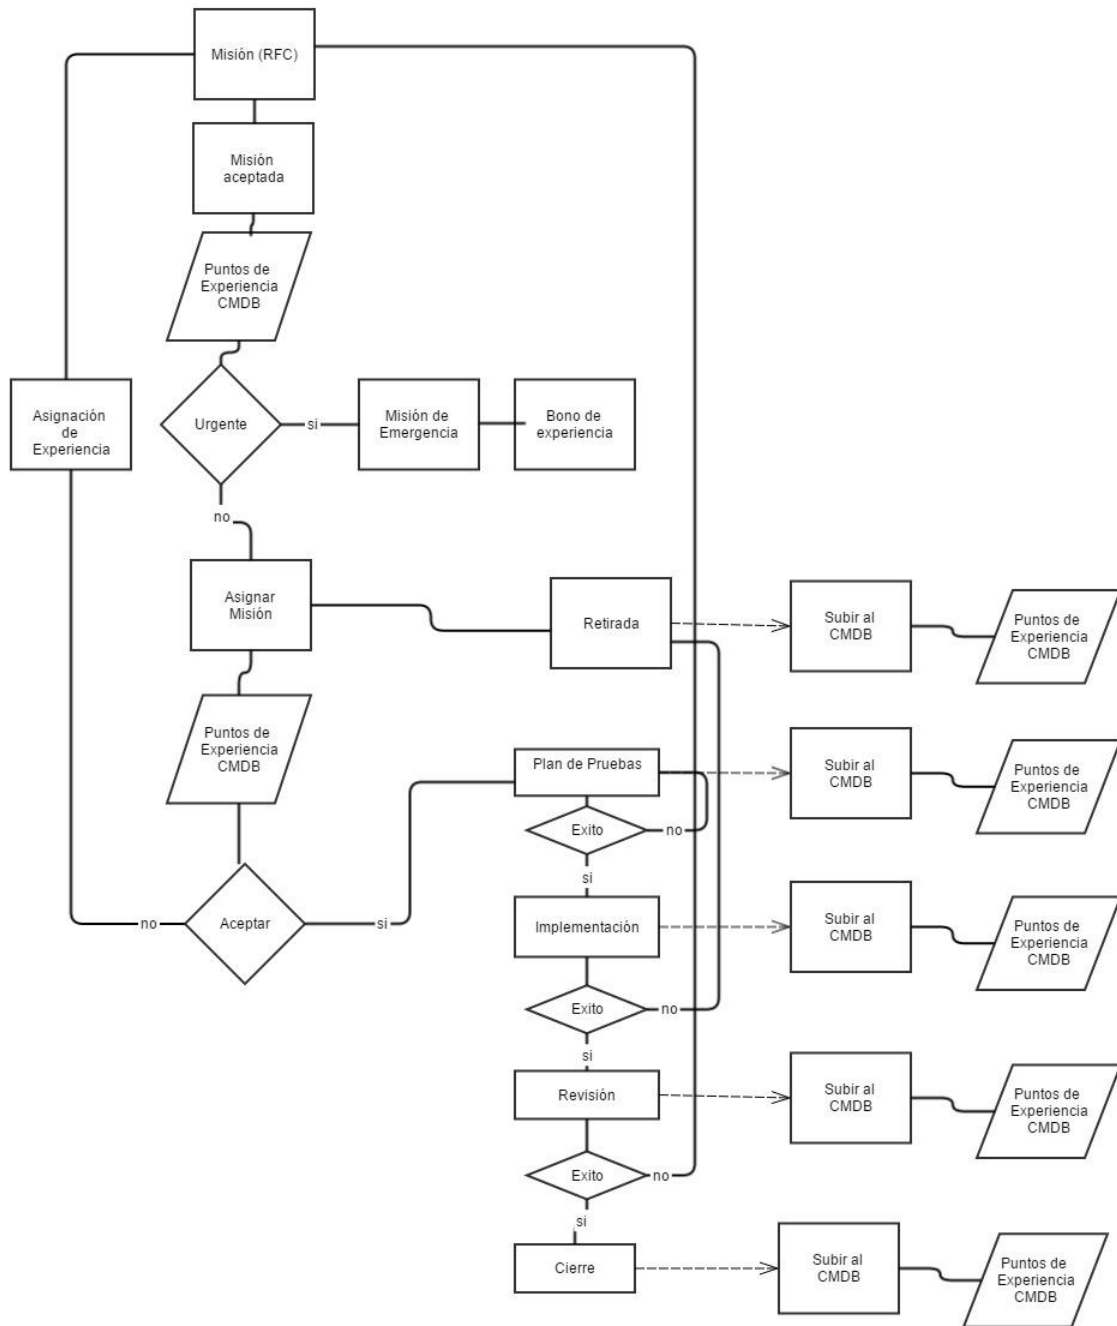 Misión (RFC)
Misión
aceptada
Puntos de
Experiencia
CMDB
Asignación
de
Experiencia
Urgente
si
Misión de
Emergencia
Bono de
experiencia
no
Asignar
Misión
Retirada
Subir al
CMDB
Puntos de
Experiencia
CMDB
Puntos de
Experiencia
CMDB
Plan de Pruebas
Subir al
CMDB
Puntos de
Experiencia
CMDB
Exito
no
si
no
Aceptar
si
Implementación
Subir al
CMDB
Puntos de
Experiencia
CMDB
Exito
no
si
Revisión
Subir al
CMDB
Puntos de
Experiencia
CMDB
Exito
no
si
Cierre
Subir al
CMDB
Puntos de
Experiencia
CMDB